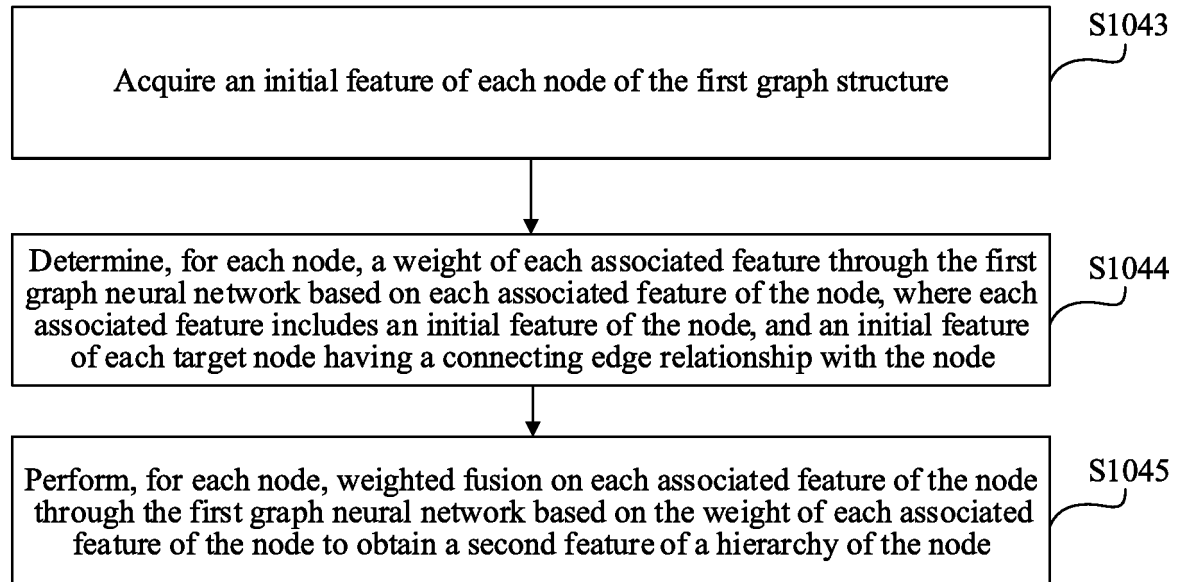 S1043
Acquire an initial feature of each node of the first graph structure
Determine, for each node, a weight of each associated feature through the first
graph neural network based on each associated feature of the node, where each
associated feature includes an initial feature of the node, and an initial feature
of each target node having a connecting edge relationship with the node
S1044
Perform, for each node, weighted fusion on each associated feature of the node
through the first graph neural network based on the weight of each associated
feature of the node to obtain a second feature of a hierarchy of the node
S1045